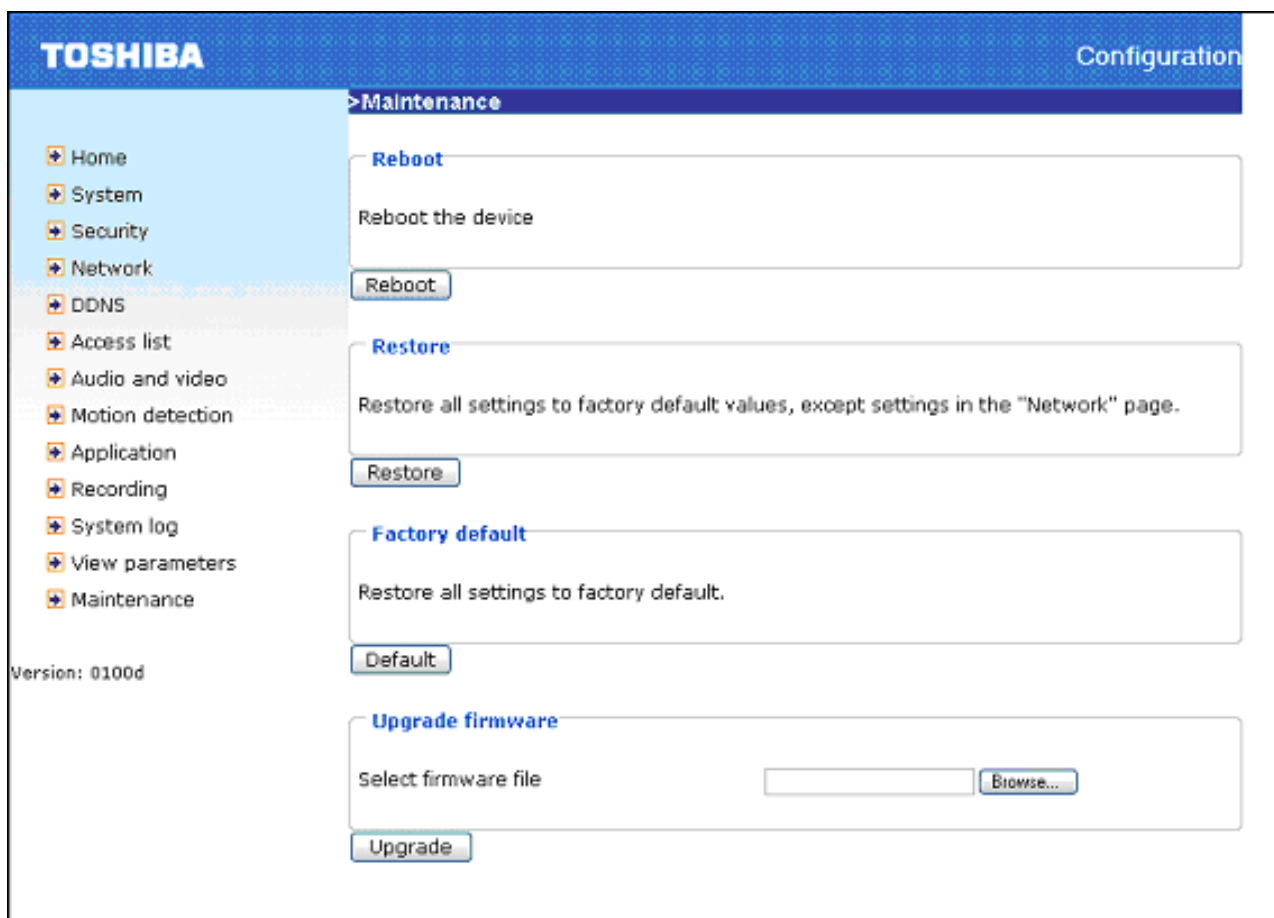 TOSHIBA
Configuration
>Maintenance
Home
System
Security
Network
DDNS
Access list
Audio and video
Motion detection
Application
Recording
System log
View parameters
Maintenance
Version: 0100d
Reboot
Reboot the device
Reboot
Restore
Restore all settings to factory default values, except settings in the "Network" page.
Restore
Factory default
Restore all settings to factory default.
Default
Upgrade firmware
Select firmware file
Browse...
Upgrade